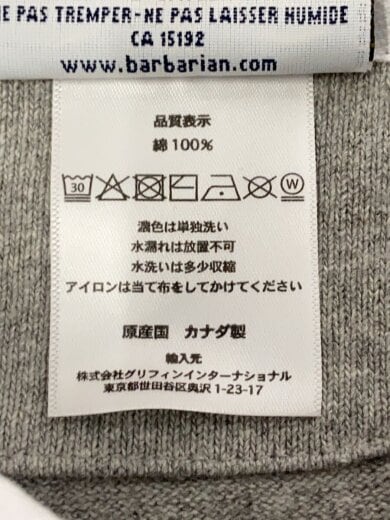 NE PAS TREMPER-NE PAS LAISSER HUMIDE
CA 15192
www.barbarian.com
品質表示
綿 100%
30 W
濃色は単独洗い
水濡れは放置不可
水洗いは多少収縮
アイロンは当て布をしてかけてください
原産国 カナダ製
輸入元
株式会社グリフィンインターナショナル
東京都世田谷区奥沢 1-23-17